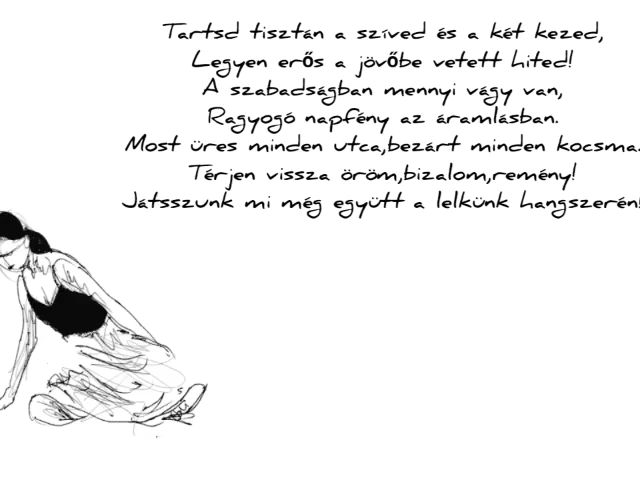 Tartsd tisztán a szíved és a két kezed,
Legyen erős a jövőbe vetett hited!
A szabadságban mennyi vágy van,
Ragyogó napfény az áramlásban.
Most üres minden utca,bezárt minden kocsma.
Térjen vissza öröm,bizalom,remény!
Játsszunk mi még együtt a lelkünk hangszerén!